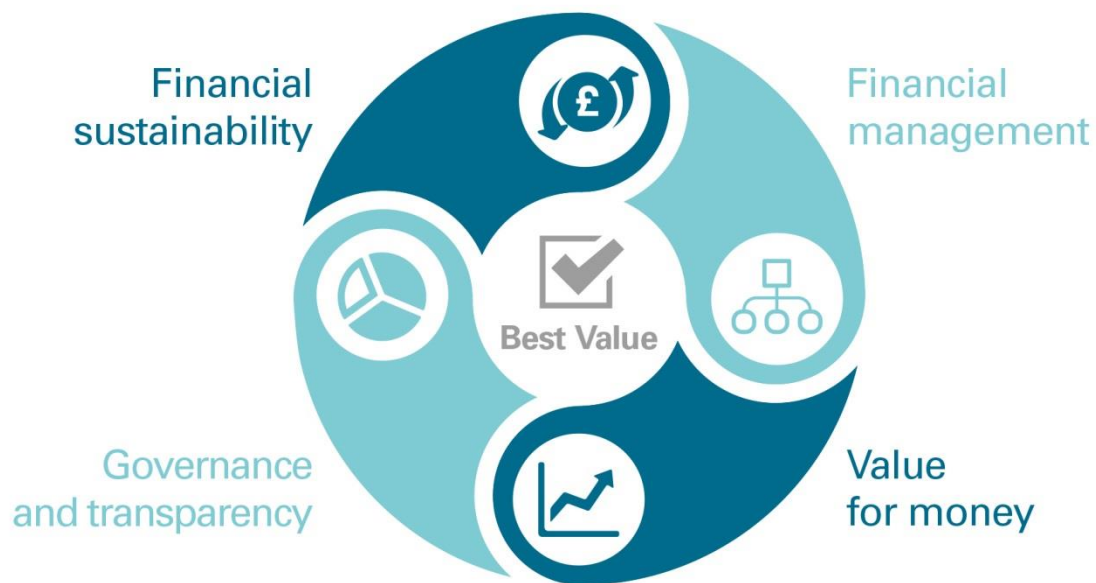 Financial
sustainability
£
Financial
management
Best Value
Governance
and transparency
Value
for money